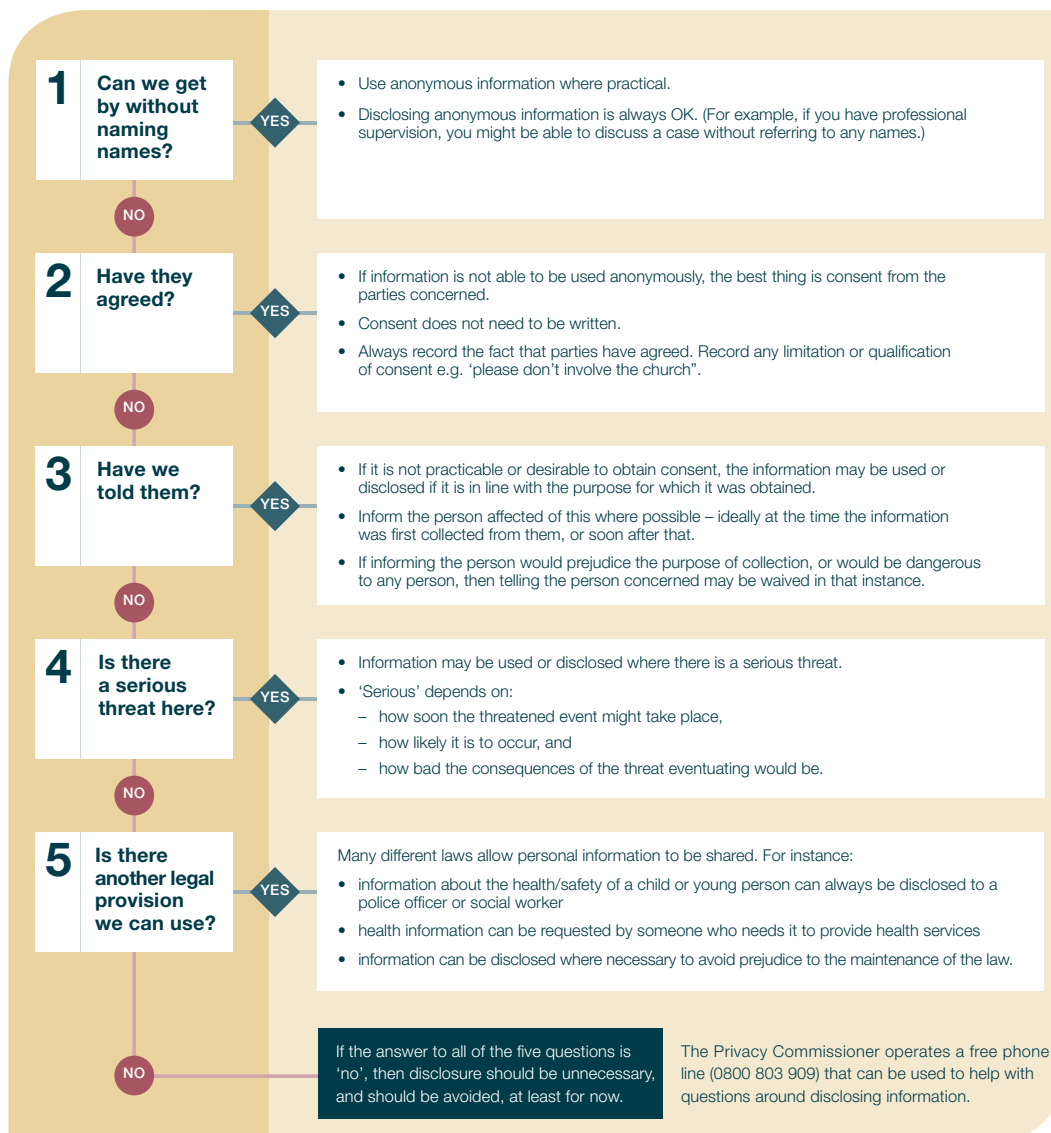 1
Can we get
by without
naming
names?
YES
• Use anonymous information where practical.
• Disclosing anonymous information is always OK. (For example, if you have professional
supervision, you might be able to discuss a case without referring to any names.)
NO
2
Have they
agreed?
YES
• If information is not able to be used anonymously, the best thing is consent from the
parties concerned.
• Consent does not need to be written.
• Always record the fact that parties have agreed. Record any limitation or qualification
of consent e.g. ‘please don’t involve the church”.
NO
3
Have we
told them?
YES
• If it is not practicable or desirable to obtain consent, the information may be used or
disclosed if it is in line with the purpose for which it was obtained.
• Inform the person affected of this where possible – ideally at the time the information
was first collected from them, or soon after that.
• If informing the person would prejudice the purpose of collection, or would be dangerous
to any person, then telling the person concerned may be waived in that instance.
NO
4
Is there
a serious
threat here?
YES
• Information may be used or disclosed where there is a serious threat.
• ‘Serious’ depends on:
– how soon the threatened event might take place,
– how likely it is to occur, and
– how bad the consequences of the threat eventuating would be.
NO
5
Is there
another legal
provision
we can use?
YES
Many different laws allow personal information to be shared. For instance:
• information about the health/safety of a child or young person can always be disclosed to a
police officer or social worker
• health information can be requested by someone who needs it to provide health services
• information can be disclosed where necessary to avoid prejudice to the maintenance of the law.
NO
If the answer to all of the five questions is
‘no’, then disclosure should be unnecessary,
and should be avoided, at least for now.
The Privacy Commissioner operates a free phone
line (0800 803 909) that can be used to help with
questions around disclosing information.